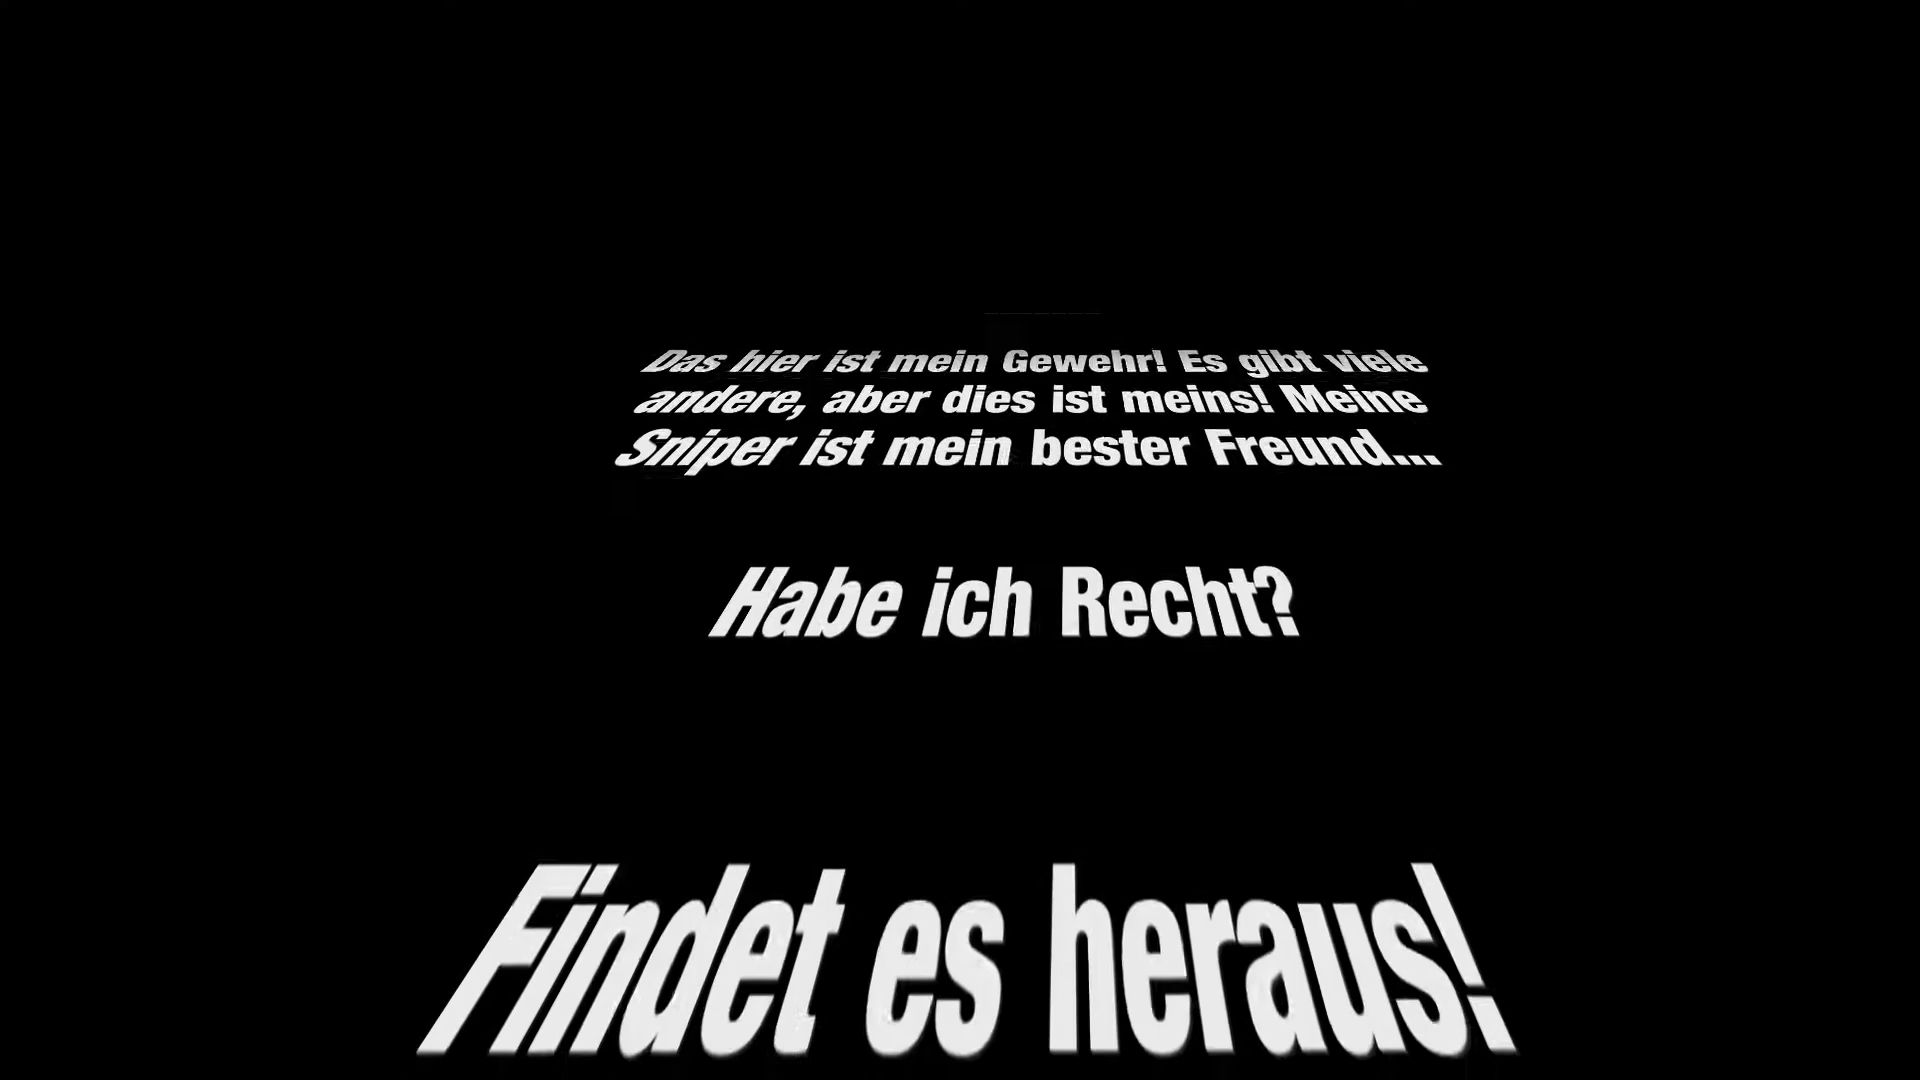 Das hier ist mein Gewehr! Es gibt viele
andere, aber dies ist meins! Meine
Sniper ist mein bester Freund...
Habe ich Recht?
Findet es heraus!